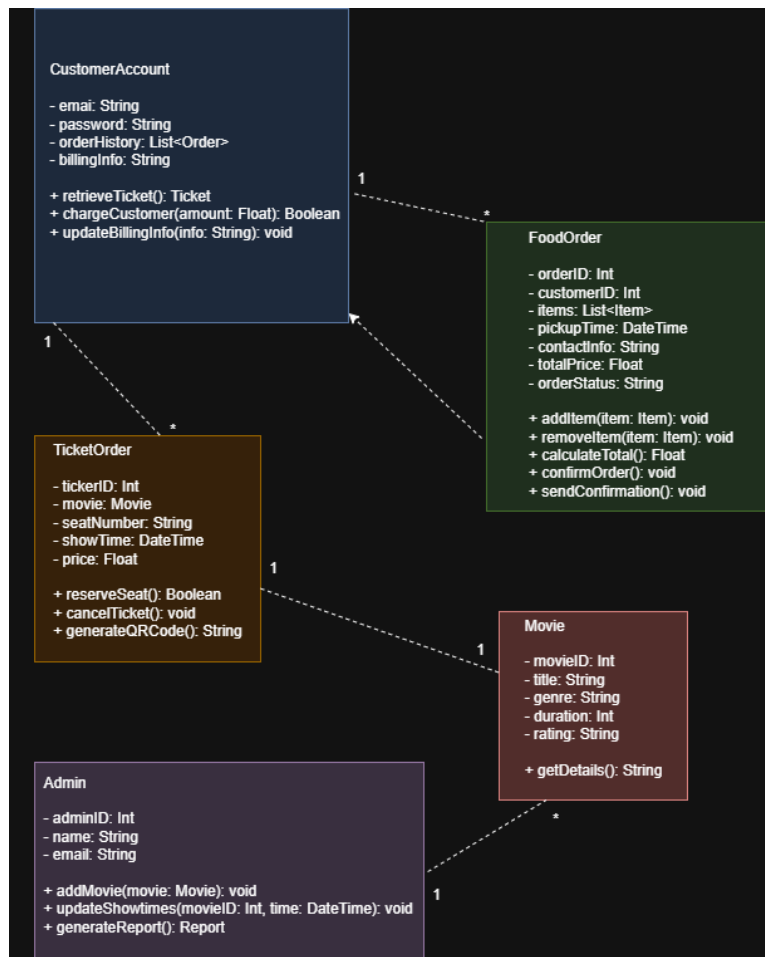 CustomerAccount
- emai: String
- password: String
- orderHistory: List<Order>
- billingInfo: String
+ retrieveTicket(): Ticket
+ chargeCustomer(amount: Float): Boolean
+ updateBillingInfo(info: String): void
1
*
FoodOrder
- orderID: Int
- customerID: Int
- items: List<Item>
- pickupTime: DateTime
- contactInfo: String
- totalPrice: Float
- orderStatus: String
+ addItem(item: Item): void
+ removeItem(item: Item): void
+ calculateTotal(): Float
+ confirmOrder(): void
+ sendConfirmation(): void
1
*
TicketOrder
- tickerID: Int
- movie: Movie
- seatNumber: String
- showTime: DateTime
- price: Float
+ reserveSeat(): Boolean
+ cancelTicket(): void
+ generateQRCode(): String
1
1
Movie
- movieID: Int
- title: String
- genre: String
- duration: Int
- rating: String
+ getDetails(): String
*
1
Admin
- adminID: Int
- name: String
- email: String
+ addMovie(movie: Movie): void
+ updateShowtimes(movieID: Int, time: DateTime): void
+ generateReport(): Report